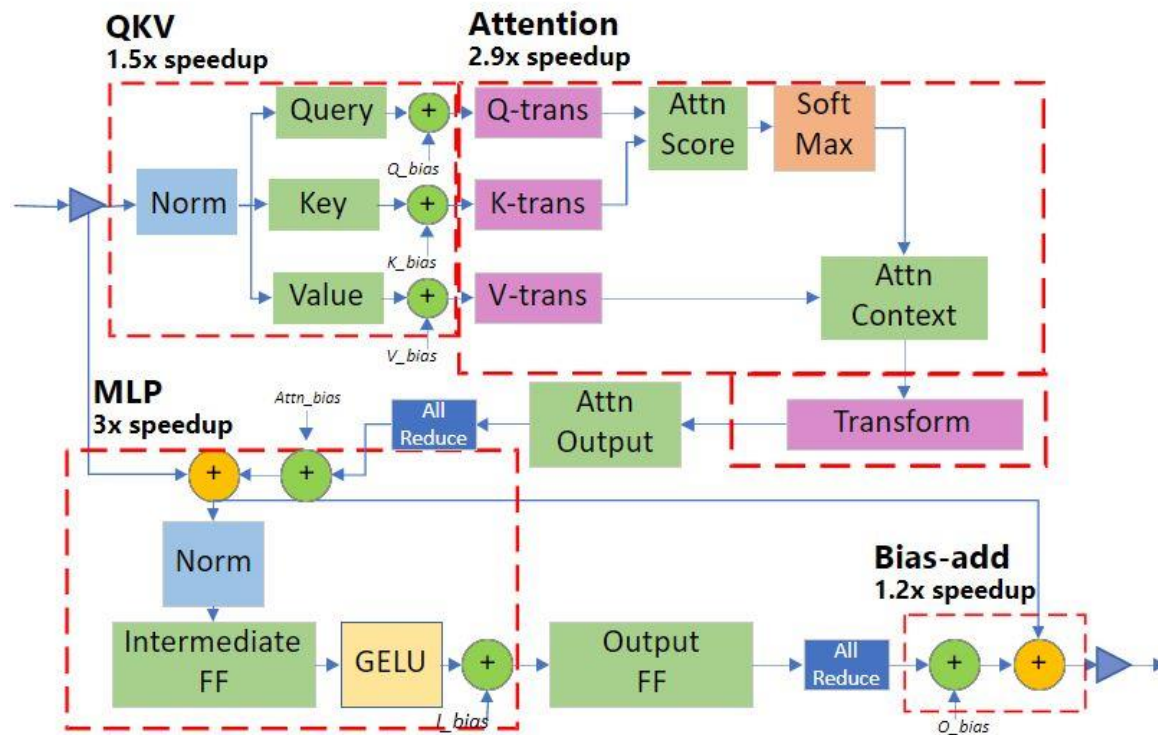 QKV
1.5x speedup
Attention
2.9x speedup
Query
+
Q_bias
Q-trans
Attn
Score
Soft
Max
Norm
Key
+
K_bias
K-trans
Value
+
V_bias
V-trans
Attn
Context
MLP
3x speedup
Attn_bias
All
Reduce
Attn
Output
Transform
+
+
Norm
Bias-add
1.2x speedup
Intermediate
FF
GELU
+
I_bias
Output
FF
All
Reduce
+
+
O_bias